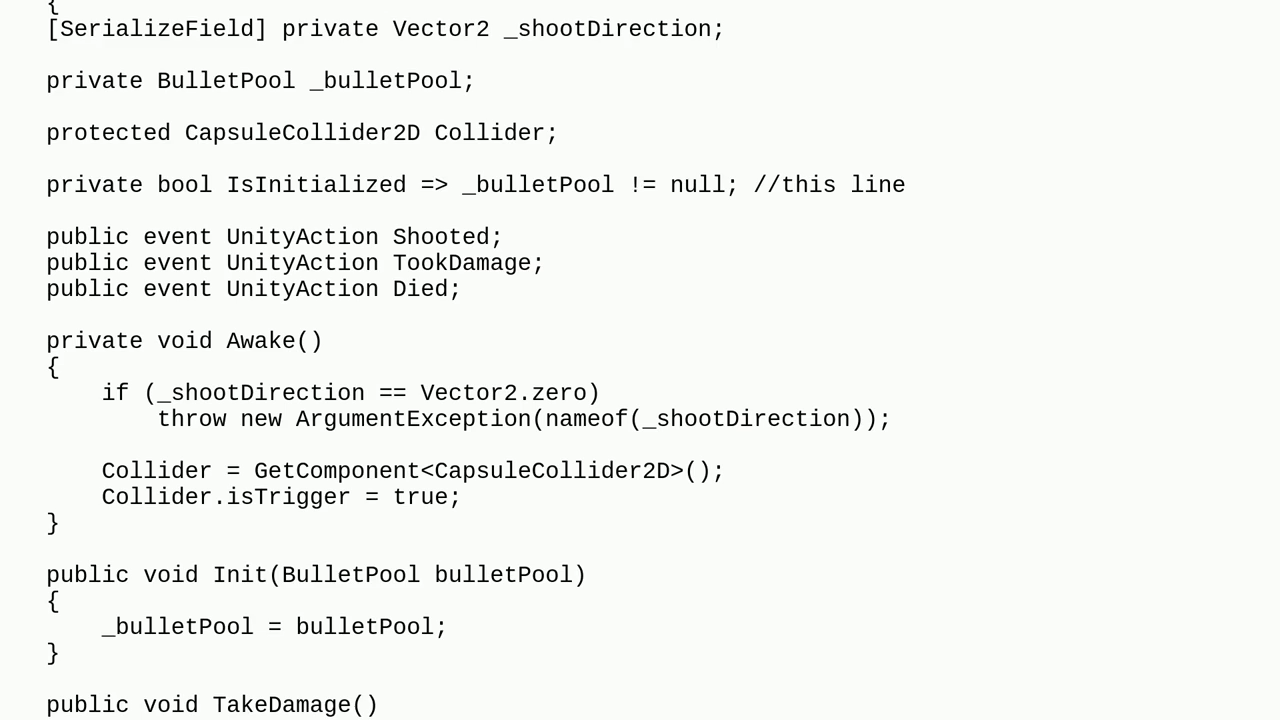 {
[SerializeField] private Vector2 _shootDirection;
private BulletPool _bulletPool;
protected CapsuleCollider2D Collider;
private bool IsInitialized => _bulletPool != null; //this line
public event UnityAction Shooted;
public event UnityAction TookDamage;
public event UnityAction Died;
private void Awake()
{
    if (_shootDirection == Vector2.zero)
        throw new ArgumentException(nameof(_shootDirection));
    Collider = GetComponent<CapsuleCollider2D>();
    Collider.isTrigger = true;
}
public void Init(BulletPool bulletPool)
{
    _bulletPool = bulletPool;
}
public void TakeDamage()